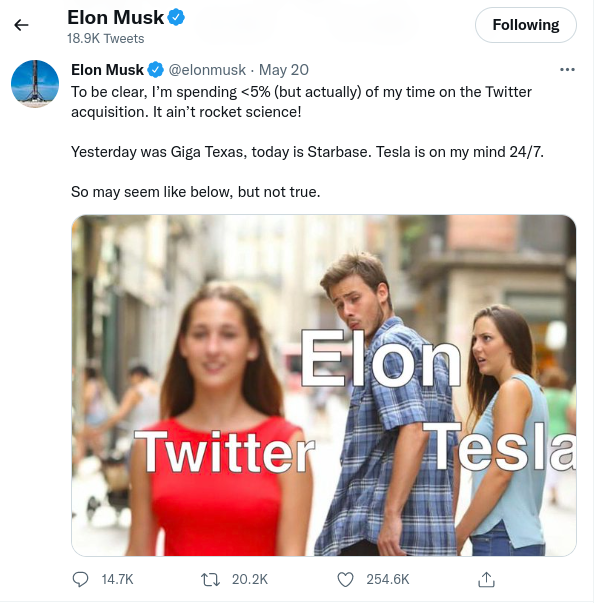 Elon Musk
18.9K Tweets
Following
Elon Musk @elonmusk · May 20
To be clear, I’m spending <5% (but actually) of my time on the Twitter
acquisition. It ain’t rocket science!
Yesterday was Giga Texas, today is Starbase. Tesla is on my mind 24/7.
So may seem like below, but not true.
Elon
Twitter
Tesla
14.7K 20.2K 254.6K